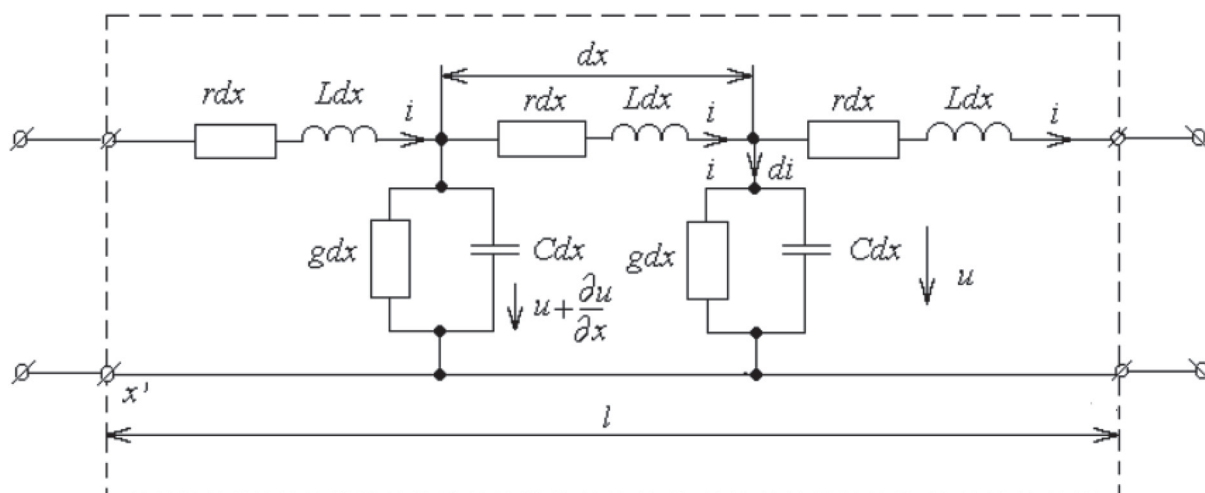 dx
rdx Ldx i rdx Ldx i rdx Ldx i
i di
gdx Cdx gdx Cdx u
u + ∂u/∂x
x'
l